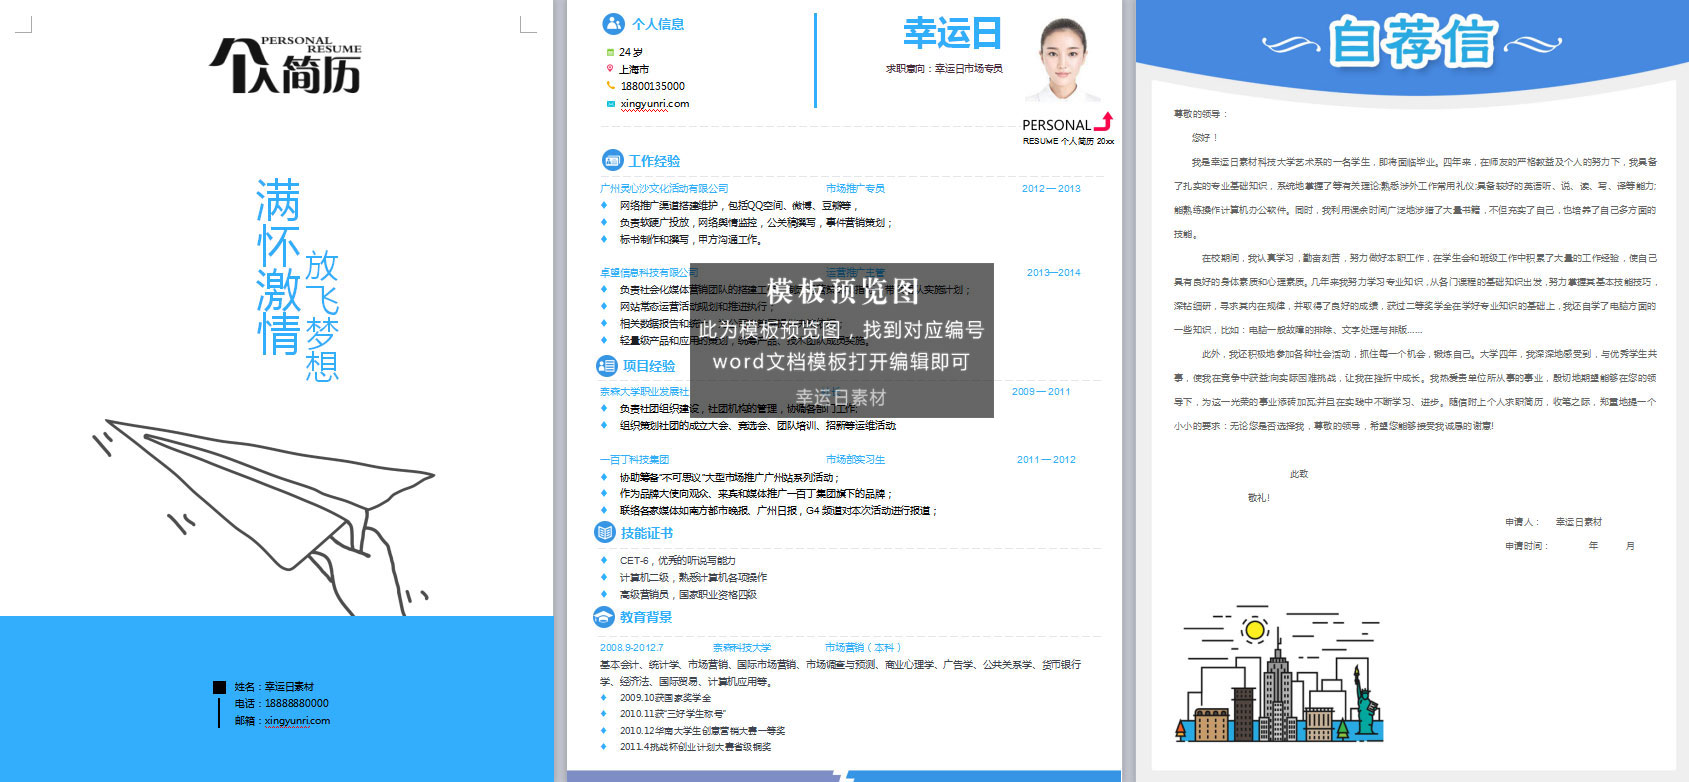 个人简历
PERSONAL
RESUME
满怀激情
放飞梦想
姓名：幸运日素材
电话：18888880000
邮箱：xingyunri.com
个人信息
24 岁
上海市
18800135000
xingyunri.com
幸运日
求职意向：幸运日市场专员
PERSONAL
RESUME 个人简历 20xx
工作经验
广州灵心沙文化活动有限公司 市场推广专员 2012 — 2013
网络推广渠道搭建维护，包括QQ空间、微博、豆瓣等，
负责软硬广投放，网络舆情监控，公关稿撰写，事件营销策划；
标书制作和撰写，甲方沟通工作。
卓望信息科技有限公司 运营推广主管 2013—2014
负责社会化媒体营销团队的搭建工
队实施计划；
网站常态运营活动规划和推进执行；
相关数据报告和统
轻量级产品和应用的策划，统筹产品、技术团队成员实施。
模板预览图
此为模板预览图，找到对应编号
word文档模板打开编辑即可
幸运日素材
项目经验
奈森大学职业发展社 2009 — 2011
负责社团组织建设，社团机构的管理，协调各部门工作;
组织策划社团的成立大会、竞选会、团队培训、招新等运维活动;
一百丁科技集团 市场部实习生 2011 — 2012
协助筹备“不可思议”大型市场推广广州站系列活动；
作为品牌大使向观众、来宾和媒体推广一百丁集团旗下的品牌；
联络各家媒体如南方都市晚报、广州日报，G4 频道对本次活动进行报道；
技能证书
CET-6，优秀的听说写能力
计算机二级，熟悉计算机各项操作
高级营销员，国家职业资格四级
教育背景
2008.9-2012.7 奈森科技大学 市场营销（本科）
基本会计、统计学、市场营销、国际市场营销、市场调查与预测、商业心理学、广告学、公共关系学、货币银行
学、经济法、国际贸易、计算机应用等。
2009.10获国家奖学金
2010.11获“三好学生称号”
2010.12华南大学生创意营销大赛一等奖
2011.4挑战杯创业计划大赛省级铜奖
自荐信
尊敬的领导：
您好！
我是幸运日素材科技大学艺术系的一名学生，即将面临毕业。四年来，在师友的严格教益及个人的努力下，我具备
了扎实的专业基础知识，系统地掌握了等有关理论;熟悉涉外工作常用礼仪;具备较好的英语听、说、读、写、译等能力;
能熟练操作计算机办公软件。同时，我利用课余时间广泛地涉猎了大量书籍，不但充实了自己，也培养了自己多方面的
技能。
在校期间，我认真学习，勤奋刻苦，努力做好本职工作，在学生会和班级工作中积累了大量的工作经验，使自己
具有良好的身体素质和心理素质。几年来我努力学习专业知识，从各门课程的基础知识出发，努力掌握其基本技能技巧，
深钻细研，寻求其内在规律，并取得了良好的成绩，获过二等奖学金在学好专业知识的基础上，我还自学了电脑方面的
一些知识，比如：电脑一般故障的排除、文字处理与排版......
此外，我还积极地参加各种社会活动，抓住每一个机会，锻炼自己。大学四年，我深深地感受到，与优秀学生共
事，使我在竞争中获益;向实际困难挑战，让我在挫折中成长。我热爱贵单位所从事的事业，殷切地期望能够在您的领
导下，为这一光荣的事业添砖加瓦;并且在实践中不断学习、进步。随信附上个人求职简历，收笔之际，郑重地提一个
小小的要求：无论您是否选择我，尊敬的领导，希望您能够接受我诚恳的谢意!
此致
敬礼!
申请人： 幸运日素材
申请时间： 年 月